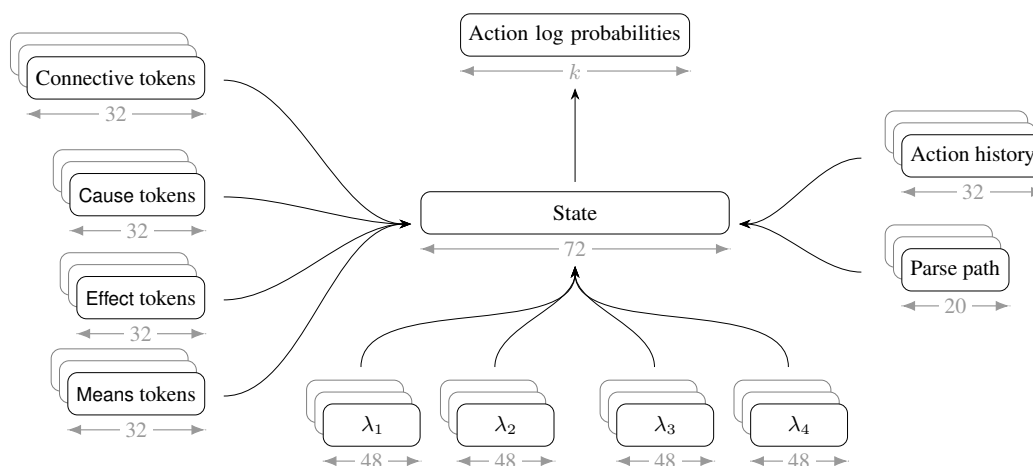 Action log probabilities
k
Connective tokens
32
Cause tokens
32
Effect tokens
32
Means tokens
32
State
72
Action history
32
Parse path
20
λ1
48
λ2
48
λ3
48
λ4
48